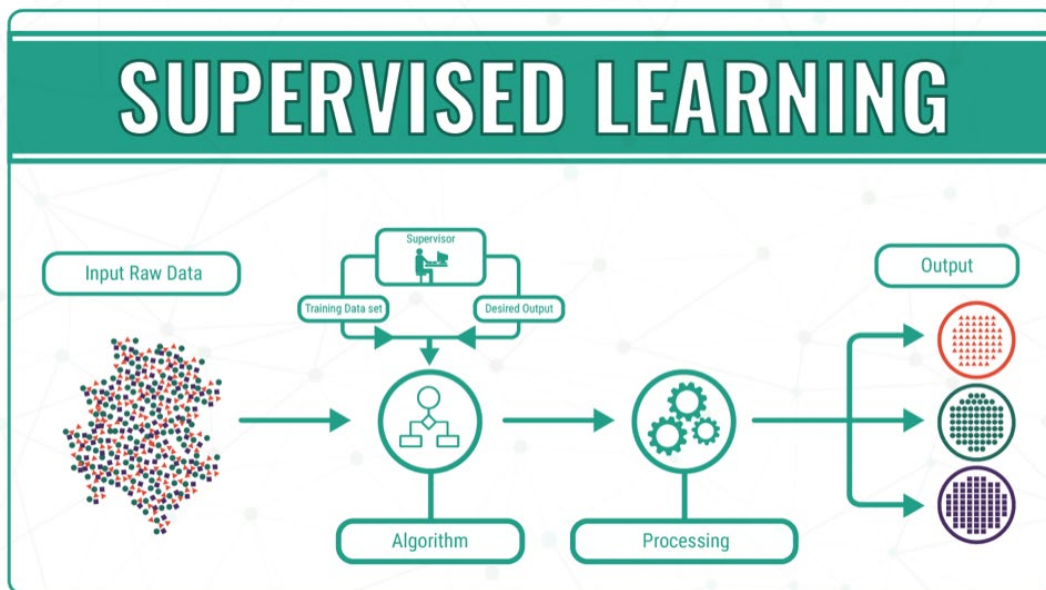 SUPERVISED LEARNING
Supervisor
Input Raw Data
Output
Training Data set
Desired Output
Algorithm
Processing